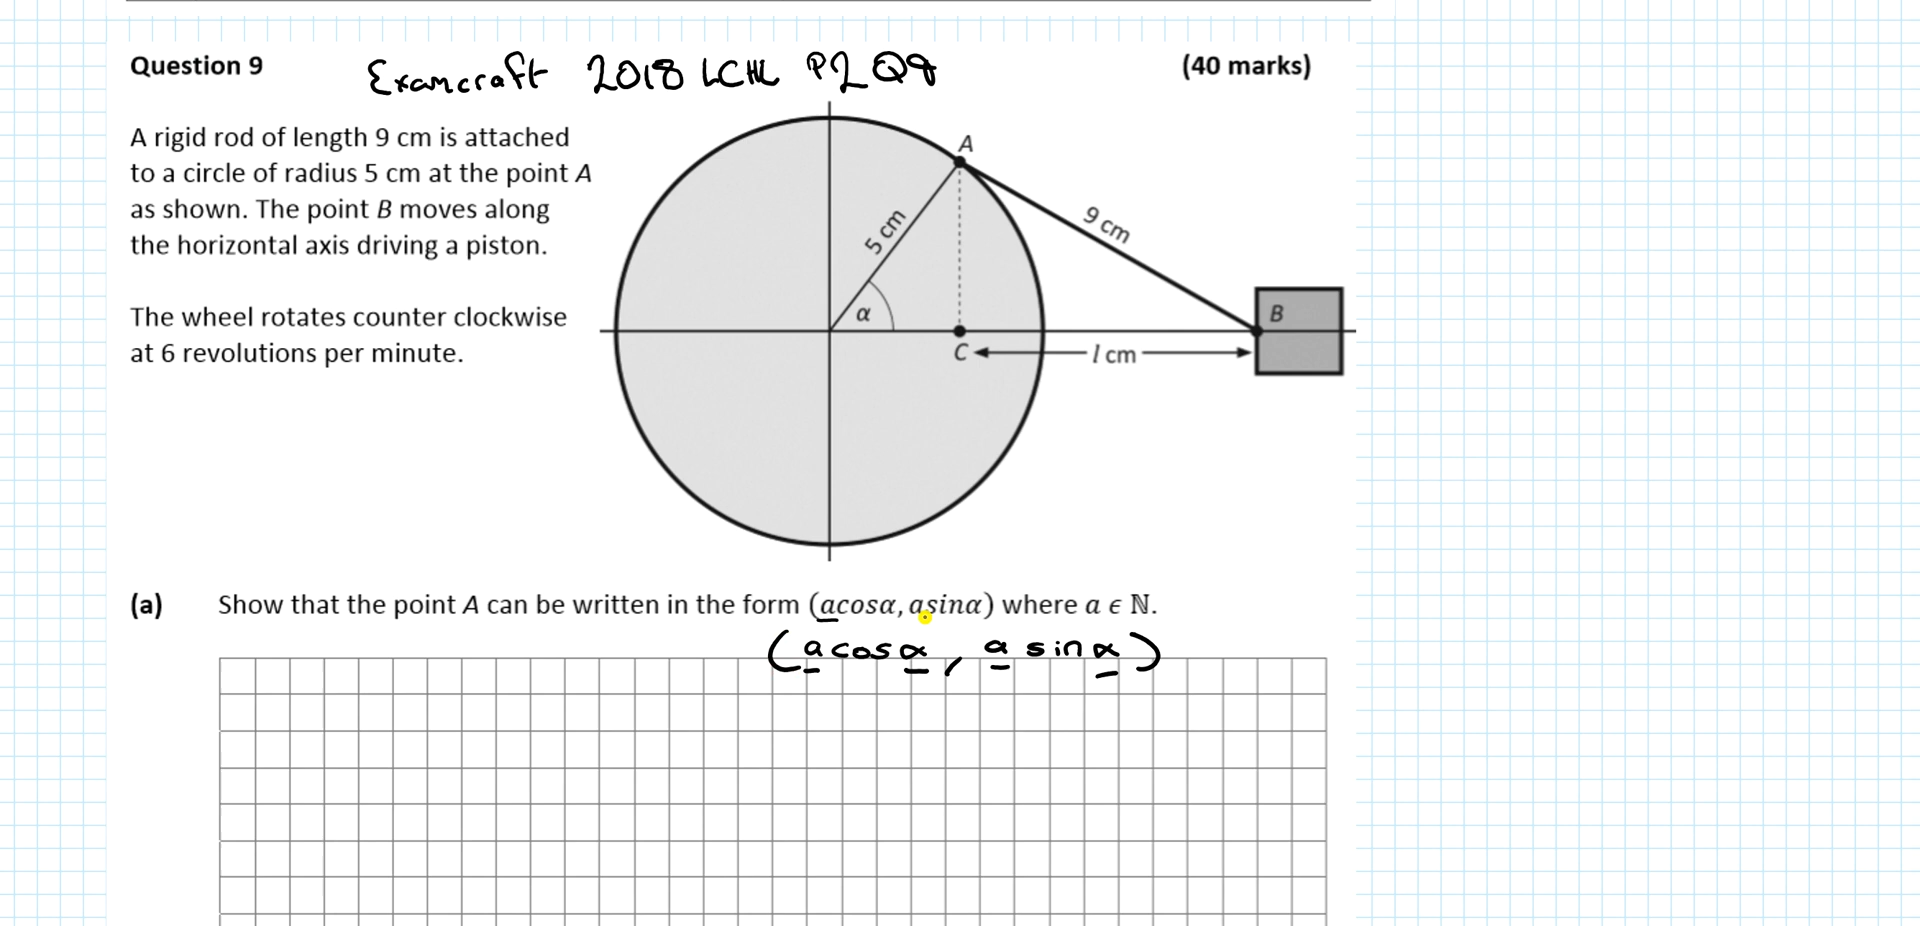 Question 9
Examcraft 2018 LCHL P2 Q9
(40 marks)
A rigid rod of length 9 cm is attached
to a circle of radius 5 cm at the point A
as shown. The point B moves along
the horizontal axis driving a piston.
The wheel rotates counter clockwise
at 6 revolutions per minute.
A
5 cm
9 cm
α
B
C
l cm
(a) Show that the point A can be written in the form (acosα, asinα) where a ϵ ℕ.
(a cos α, a sin α)